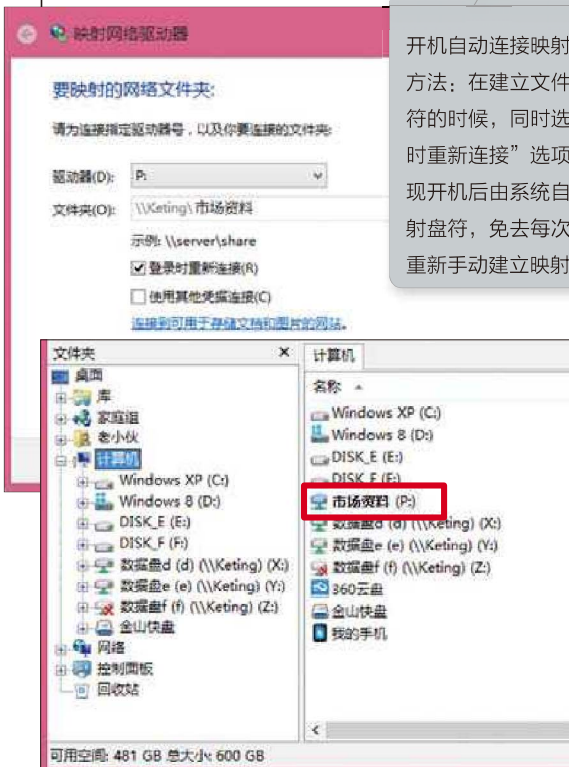 映射网络驱动器
要映射的网络文件夹:
请为连接指定驱动器号，以及你要连接的文件夹:
驱动器(D): P:
文件夹(O): \\Keting\市场资料
示例: \\server\share
登录时重新连接(R)
使用其他凭据连接(C)
连接到可用于存储文档和图片的网站。
开机自动连接映射
方法：在建立文件
符的时候，同时选
时重新连接”选项
现开机后由系统自
射盘符，免去每次
重新手动建立映射
文件夹 ×
桌面
库
家庭组
老小伙
计算机
Windows XP (C:)
Windows 8 (D:)
DISK_E (E:)
DISK_F (F:)
数据盘d (d) (\\Keting) (X:)
数据盘e (e) (\\Keting) (Y:)
数据盘f (f) (\\Keting) (Z:)
金山快盘
网络
控制面板
回收站
计算机
名称
Windows XP (C:)
Windows 8 (D:)
DISK_E (E:)
DISK_F (F:)
市场资料 (P:)
数据盘d (d) (\\Keting) (X:)
数据盘e (e) (\\Keting) (Y:)
数据盘f (f) (\\Keting) (Z:)
360云盘
金山快盘
我的手机
可用空间: 481 GB 总大小: 600 GB